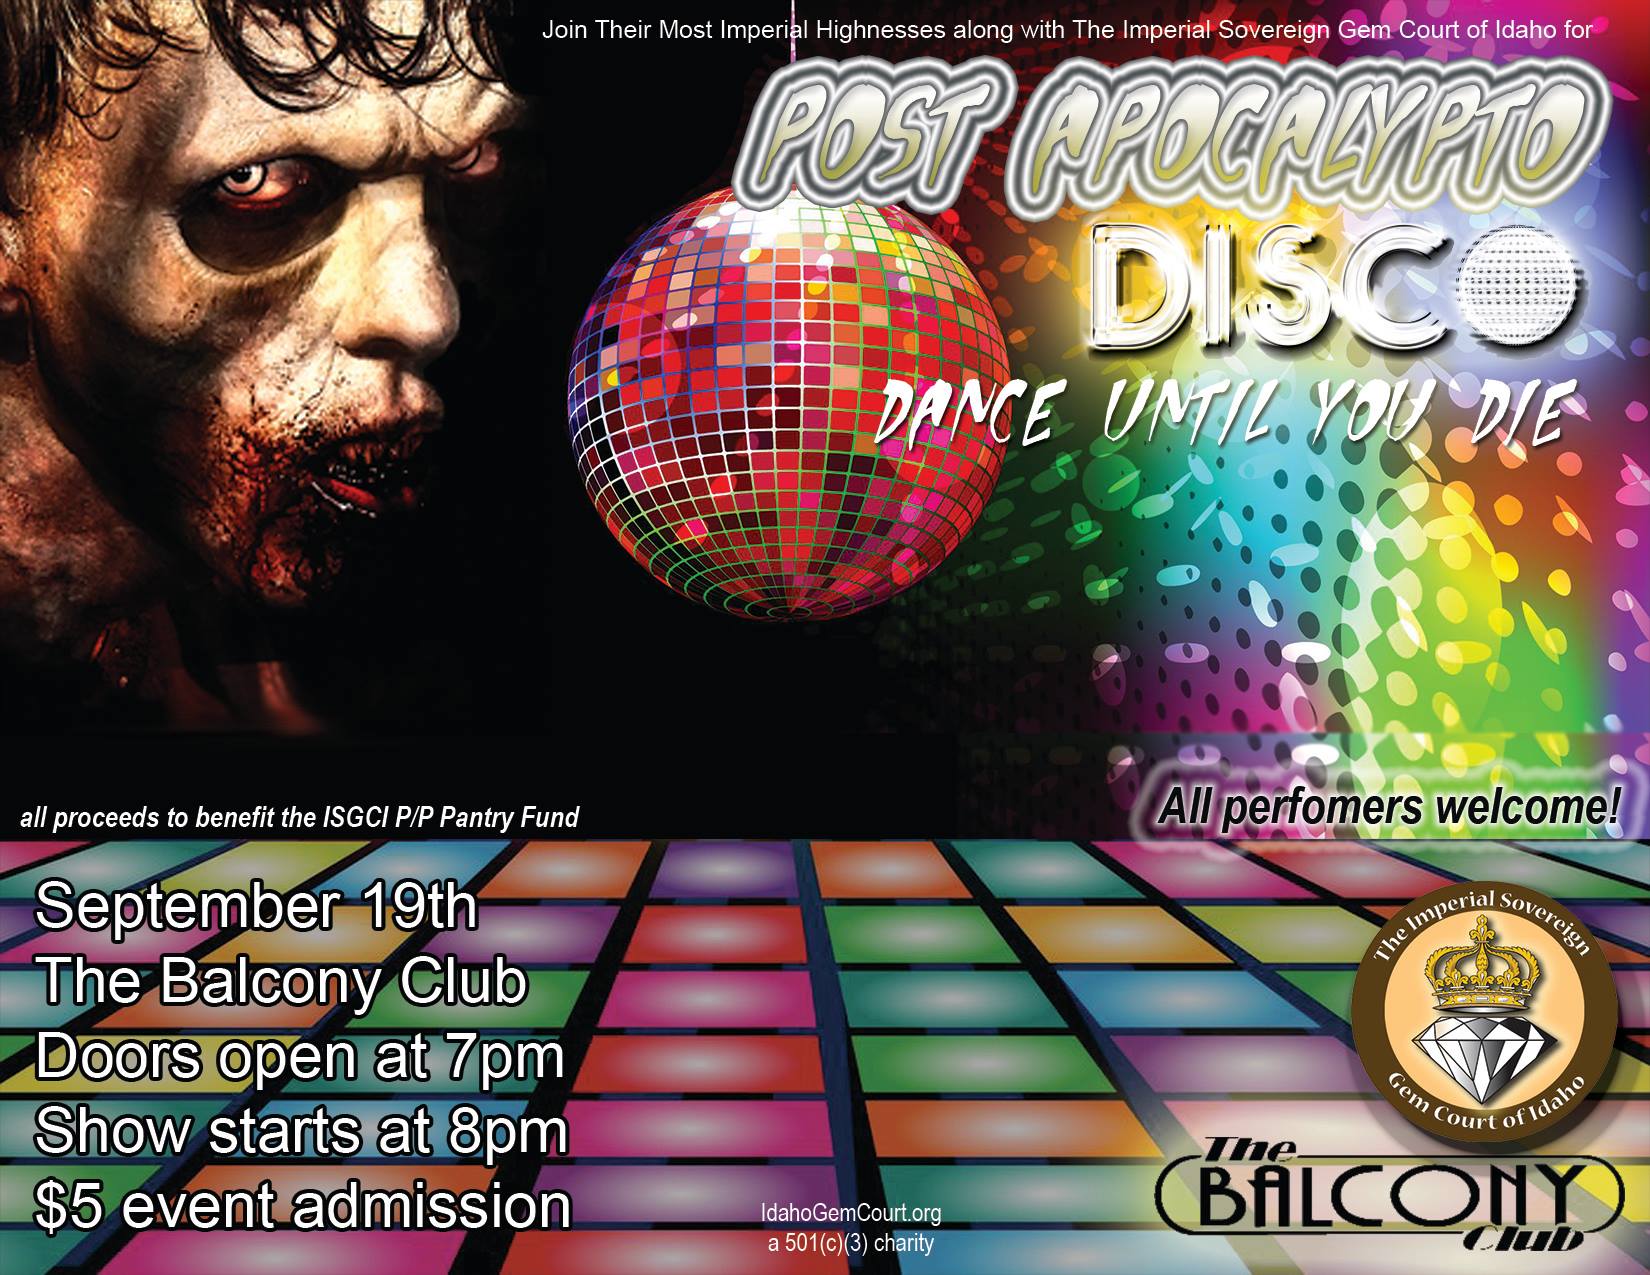 Join Their Most Imperial Highnesses along with The Imperial Sovereign Gem Court of Idaho for
POST APOCALYPTO
DISCO
DANCE UNTIL YOU DIE
all proceeds to benefit the ISGCI P/P Pantry Fund
All perfomers welcome!
September 19th
The Balcony Club
Doors open at 7pm
Show starts at 8pm
$5 event admission
The Imperial Sovereign
Gem Court of Idaho
The
BALCONY
Club
IdahoGemCourt.org
a 501(c)(3) charity